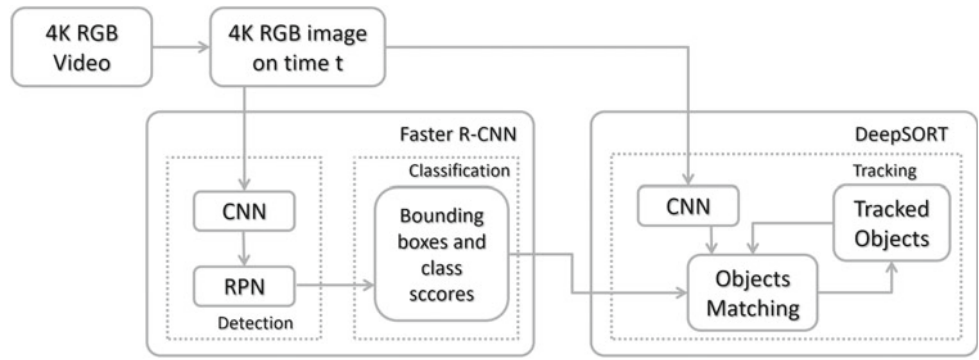 4K RGB
Video
4K RGB image
on time t
Faster R-CNN
DeepSORT
Classification
Tracking
CNN
RPN
Detection
Bounding
boxes and
class
sccores
CNN
Tracked
Objects
Objects
Matching